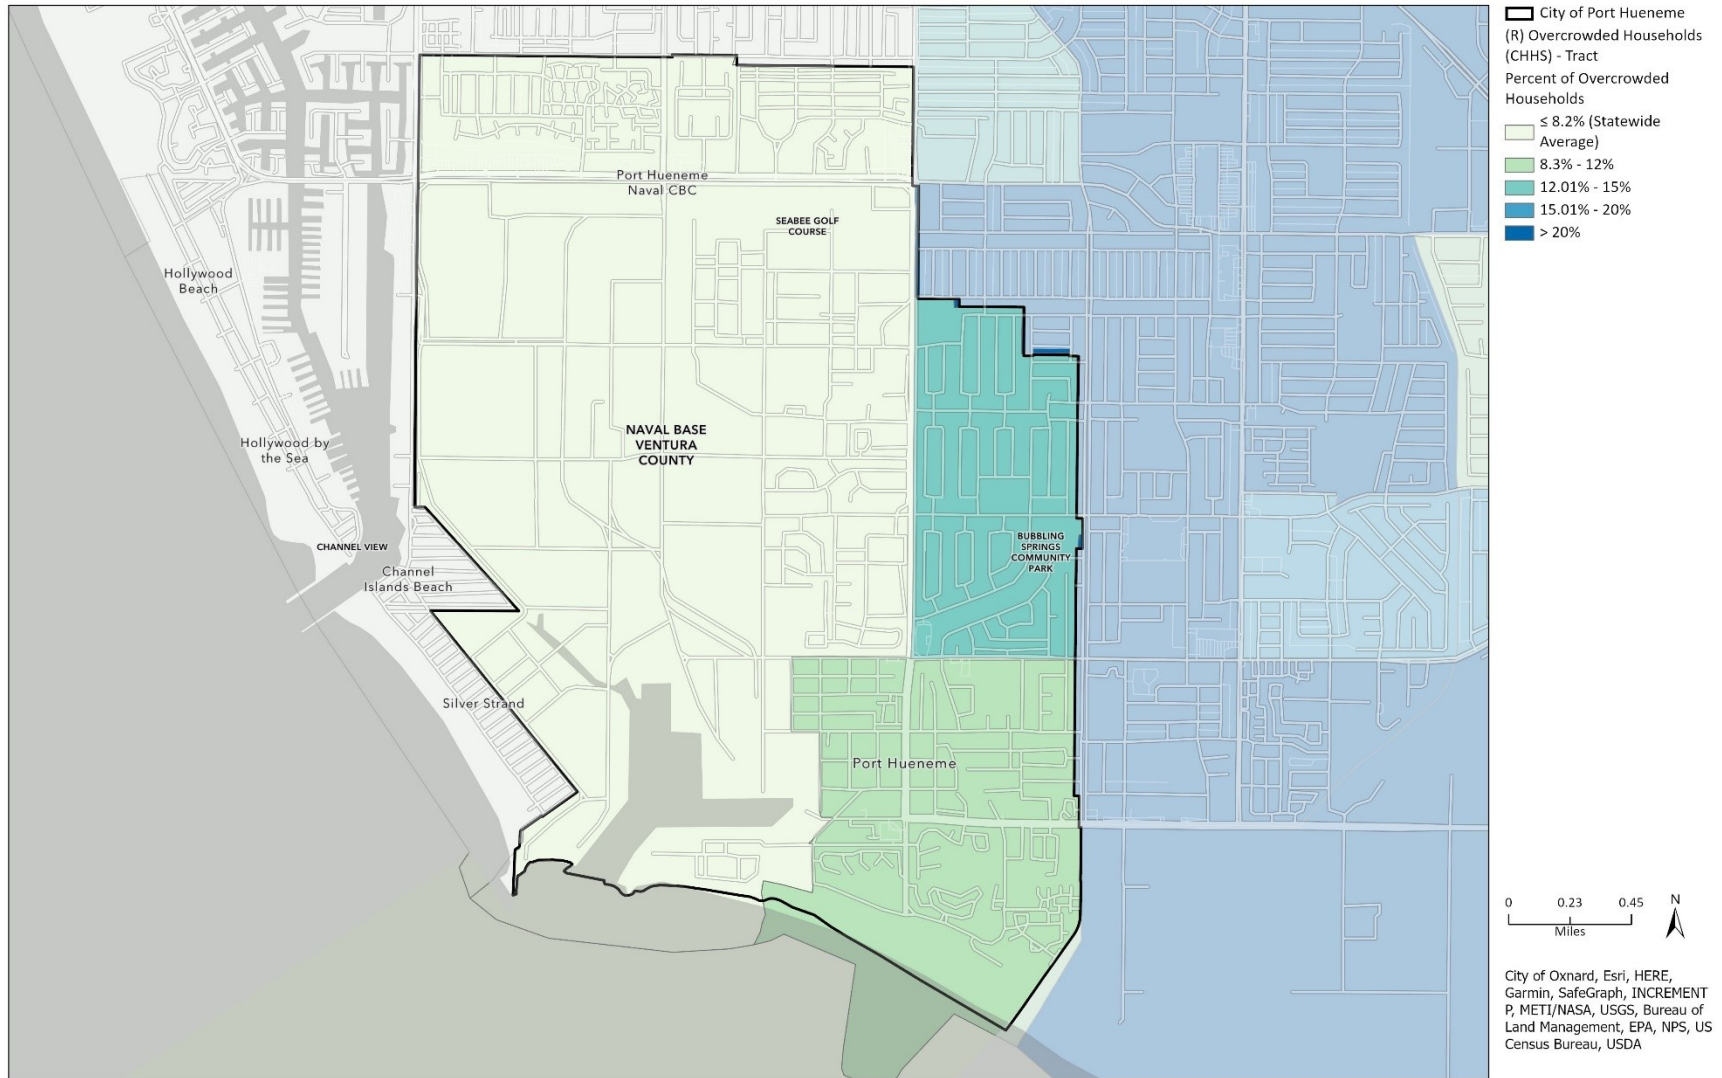 Port Hueneme
Naval CBC
SEABEE GOLF
COURSE
Hollywood
Beach
NAVAL BASE
VENTURA
COUNTY
Hollywood by
the Sea
CHANNEL VIEW
BUBBLING
SPRINGS
COMMUNITY
PARK
Channel
Islands Beach
Silver Strand
Port Hueneme
City of Port Hueneme
(R) Overcrowded Households
(CHHS) - Tract
Percent of Overcrowded
Households
≤ 8.2% (Statewide
Average)
8.3% - 12%
12.01% - 15%
15.01% - 20%
> 20%
0 0.23 0.45
Miles
N
City of Oxnard, Esri, HERE,
Garmin, SafeGraph, INCREMENT
P, METI/NASA, USGS, Bureau of
Land Management, EPA, NPS, US
Census Bureau, USDA